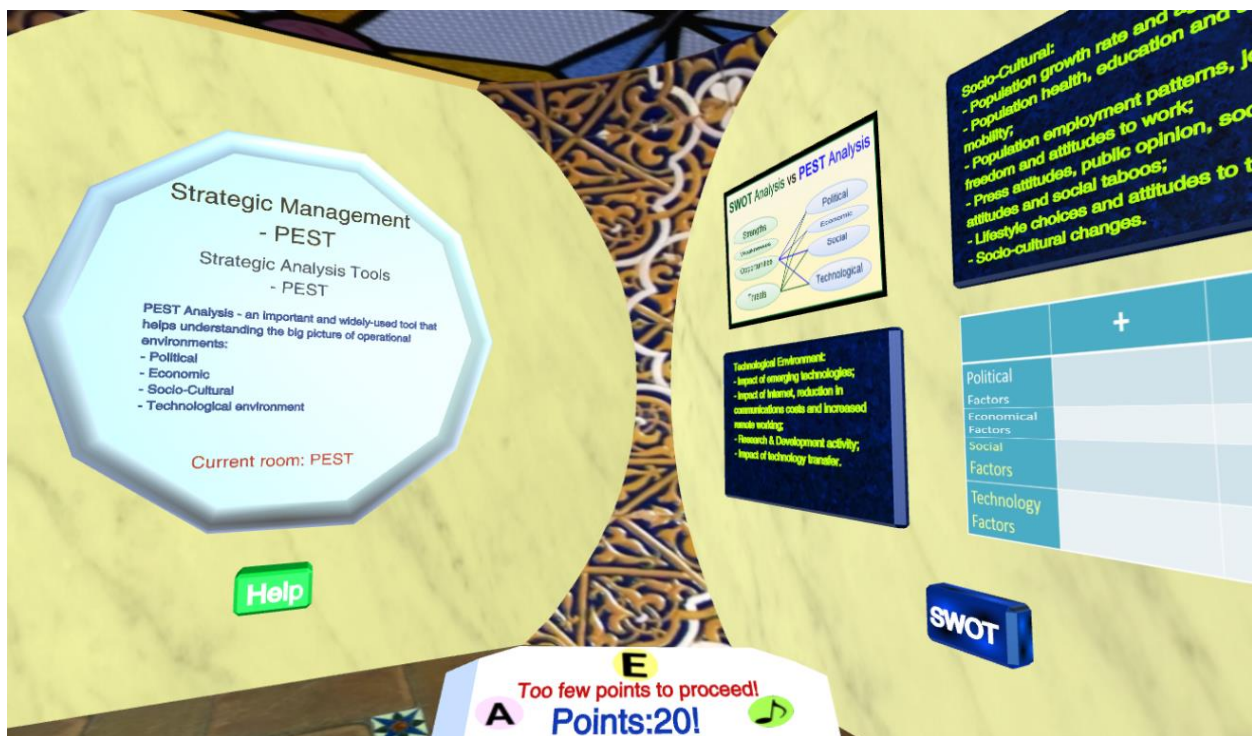 Strategic Management
- PEST
Strategic Analysis Tools
- PEST
PEST Analysis - an important and widely-used tool that
helps understanding the big picture of operational
environments:
- Political
- Economic
- Socio-Cultural
- Technological environment
Current room: PEST
Help
SWOT Analysis vs PEST Analysis
Strengths
Opportunities
Threats
Political
Economic
Social
Technological
Technological Environment:
- Impact of emerging technologies;
- Impact of Internet, reduction in
communications costs and increased
remote working;
- Research & Development activity;
- Impact of technology transfer.
Socio-Cultural:
- Population growth rate and
- Population health, education and
mobility;
- Population employment patterns,
freedom and attitudes to work;
- Press attitudes, public opinion,
attitudes and social taboos;
- Lifestyle choices and attitudes to
- Socio-cultural changes.
+
Political
Factors
Economical
Factors
Social
Factors
Technology
Factors
SWOT
E
Too few points to proceed!
A
Points:20!